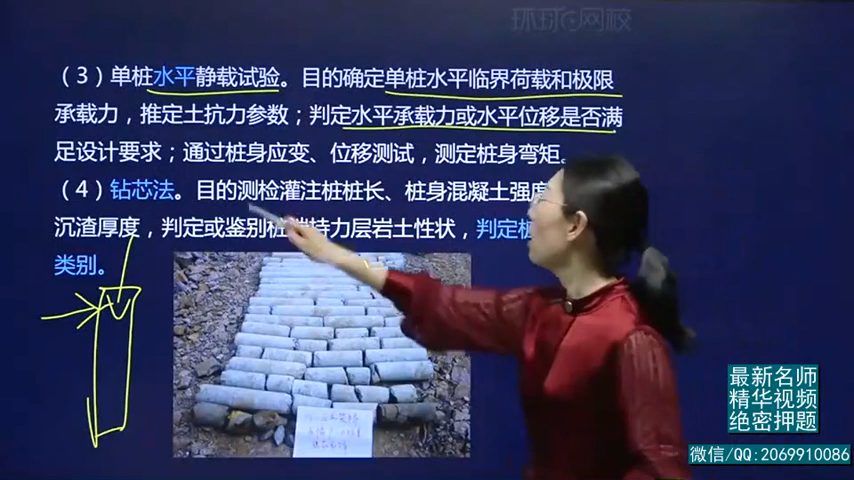 环球网校
（3）单桩水平静载试验。目的确定单桩水平临界荷载和极限
承载力，推定土抗力参数；判定水平承载力或水平位移是否满
足设计要求；通过桩身应变、位移测试，测定桩身弯矩。
（4）钻芯法。目的测检灌注桩桩长、桩身混凝土强
沉渣厚度，判定或鉴别桩端持力层岩土性状，判定桩
类别。
最新名师
精华视频
绝密押题
微信/QQ:2069910086